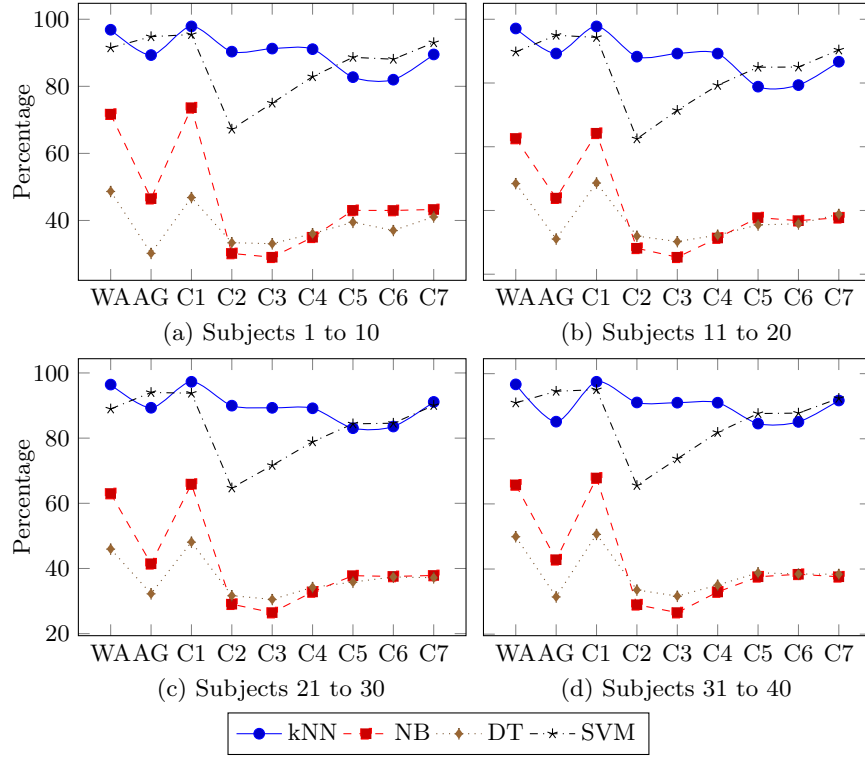 100
80
60
40
Percentage
WA AG C1 C2 C3 C4 C5 C6 C7
(a) Subjects 1 to 10
WA AG C1 C2 C3 C4 C5 C6 C7
(b) Subjects 11 to 20
100
80
60
40
20
Percentage
WA AG C1 C2 C3 C4 C5 C6 C7
(c) Subjects 21 to 30
WA AG C1 C2 C3 C4 C5 C6 C7
(d) Subjects 31 to 40
kNN NB DT SVM